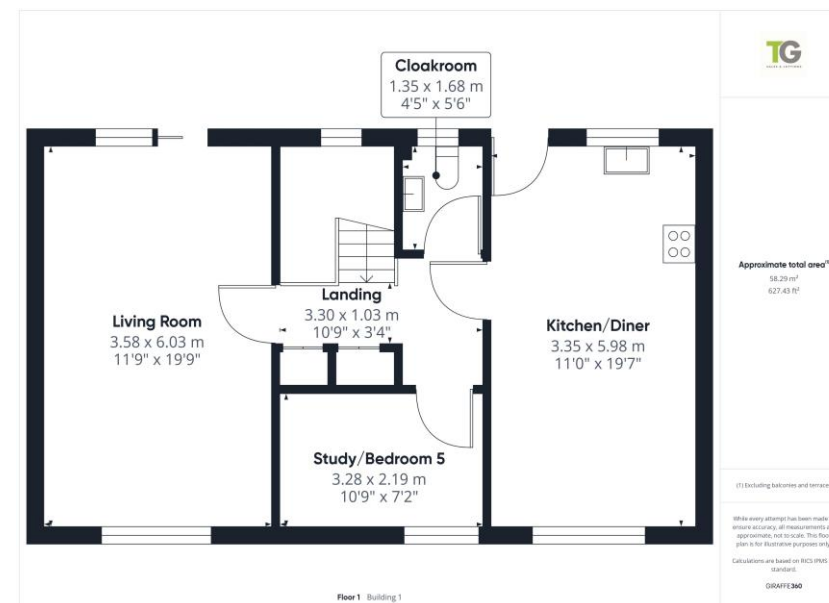 Cloakroom
1.35 x 1.68 m
4'5" x 5'6"
Landing
3.30 x 1.03 m
10'9" x 3'4"
Living Room
3.58 x 6.03 m
11'9" x 19'9"
Kitchen/Diner
3.35 x 5.98 m
11'0" x 19'7"
Study/Bedroom 5
3.28 x 2.19 m
10'9" x 7'2"
Floor 1 Building 1
TG
SALES & LETTINGS
Approximate total area(1)
58.29 m²
627.43 ft²
(1) Excluding balconies and terraces
While every attempt has been made
ensure accuracy, all measurements a
approximate, not to scale. This floo
plan is for illustrative purposes only
Calculations are based on RICS IPMS
standard.
GIRAFFE360